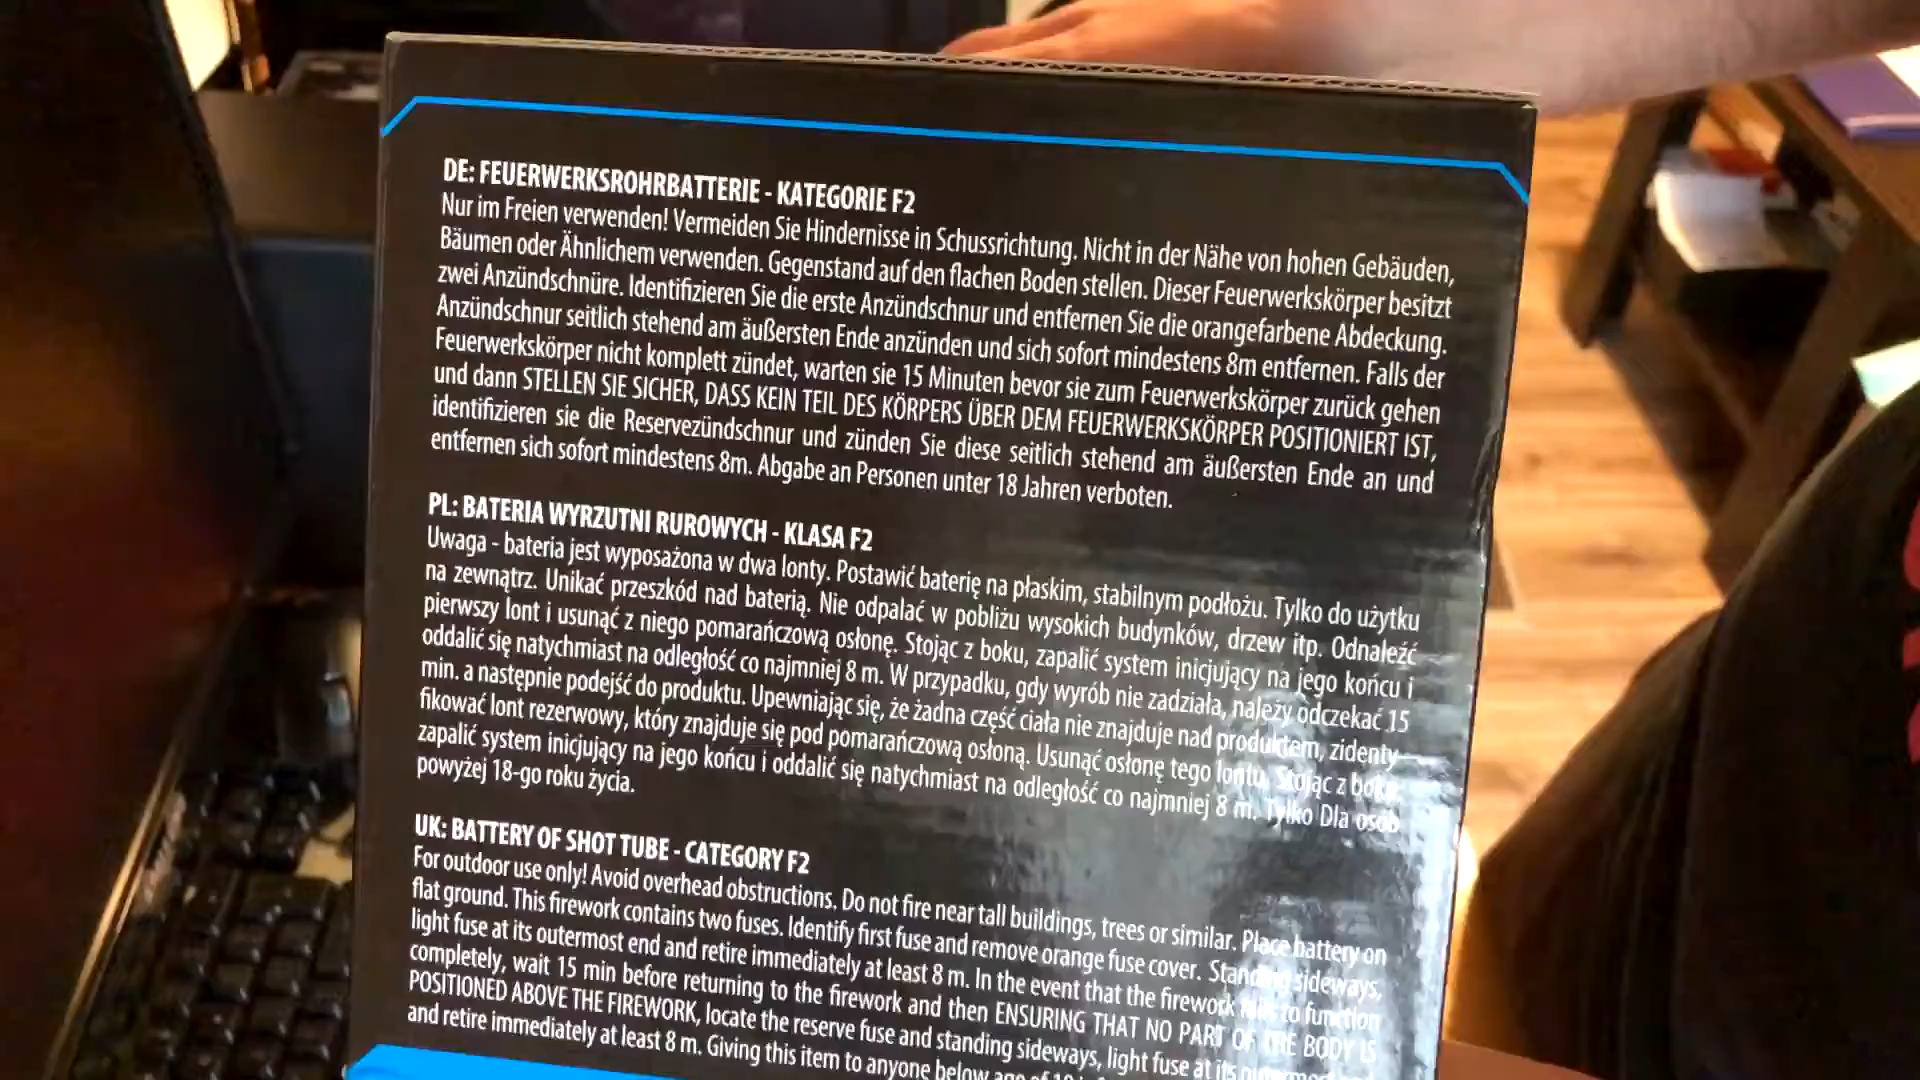 DE: FEUERWERKSROHRBATTERIE - KATEGORIE F2
Nur im Freien verwenden! Vermeiden Sie Hindernisse in Schussrichtung. Nicht in der Nähe von hohen Gebäuden,
Bäumen oder Ähnlichem verwenden. Gegenstand auf den flachen Boden stellen. Dieser Feuerwerkskörper besitzt
zwei Anzündschnüre. Identifizieren Sie die erste Anzündschnur und entfernen Sie die orangefarbene Abdeckung.
Anzündschnur seitlich stehend am äußersten Ende anzünden und sich sofort mindestens 8m entfernen. Falls der
Feuerwerkskörper nicht komplett zündet, warten sie 15 Minuten bevor sie zum Feuerwerkskörper zurück gehen
und dann STELLEN SIE SICHER, DASS KEIN TEIL DES KÖRPERS ÜBER DEM FEUERWERKSKÖRPER POSITIONIERT IST,
identifizieren sie die Reservezündschnur und zünden Sie diese seitlich stehend am äußersten Ende an und
entfernen sich sofort mindestens 8m. Abgabe an Personen unter 18 Jahren verboten.
PL: BATERIA WYRZUTNI RUROWYCH - KLASA F2
Uwaga - bateria jest wyposażona w dwa lonty. Postawić baterię na płaskim, stabilnym podłożu. Tylko do użytku
na zewnątrz. Unikać przeszkód nad baterią. Nie odpalać w pobliżu wysokich budynków, drzew itp. Odnaleźć
pierwszy lont i usunąć z niego pomarańczową osłonę. Stojąc z boku, zapalić system inicjujący na jego końcu i
oddalić się natychmiast na odległość co najmniej 8 m. W przypadku, gdy wyrób nie zadziała, należy odczekać 15
min. a następnie podejść do produktu. Upewniając się, że żadna część ciała nie znajduje nad produktem, zidenty-
fikować lont rezerwowy, który znajduje się pod pomarańczową osłoną. Usunąć osłonę tego lontu. Stojąc z boku
zapalić system inicjujący na jego końcu i oddalić się natychmiast na odległość co najmniej 8 m. Tylko Dla osób
powyżej 18-go roku życia.
UK: BATTERY OF SHOT TUBE - CATEGORY F2
For outdoor use only! Avoid overhead obstructions. Do not fire near tall buildings, trees or similar. Place battery on
flat ground. This firework contains two fuses. Identify first fuse and remove orange fuse cover. Standing sideways,
light fuse at its outermost end and retire immediately at least 8 m. In the event that the firework fails to function
completely, wait 15 min before returning to the firework and then ENSURING THAT NO PART OF THE BODY IS
POSITIONED ABOVE THE FIREWORK, locate the reserve fuse and standing sideways, light fuse at its outermost
and retire immediately at least 8 m. Giving this item to anyone below age of